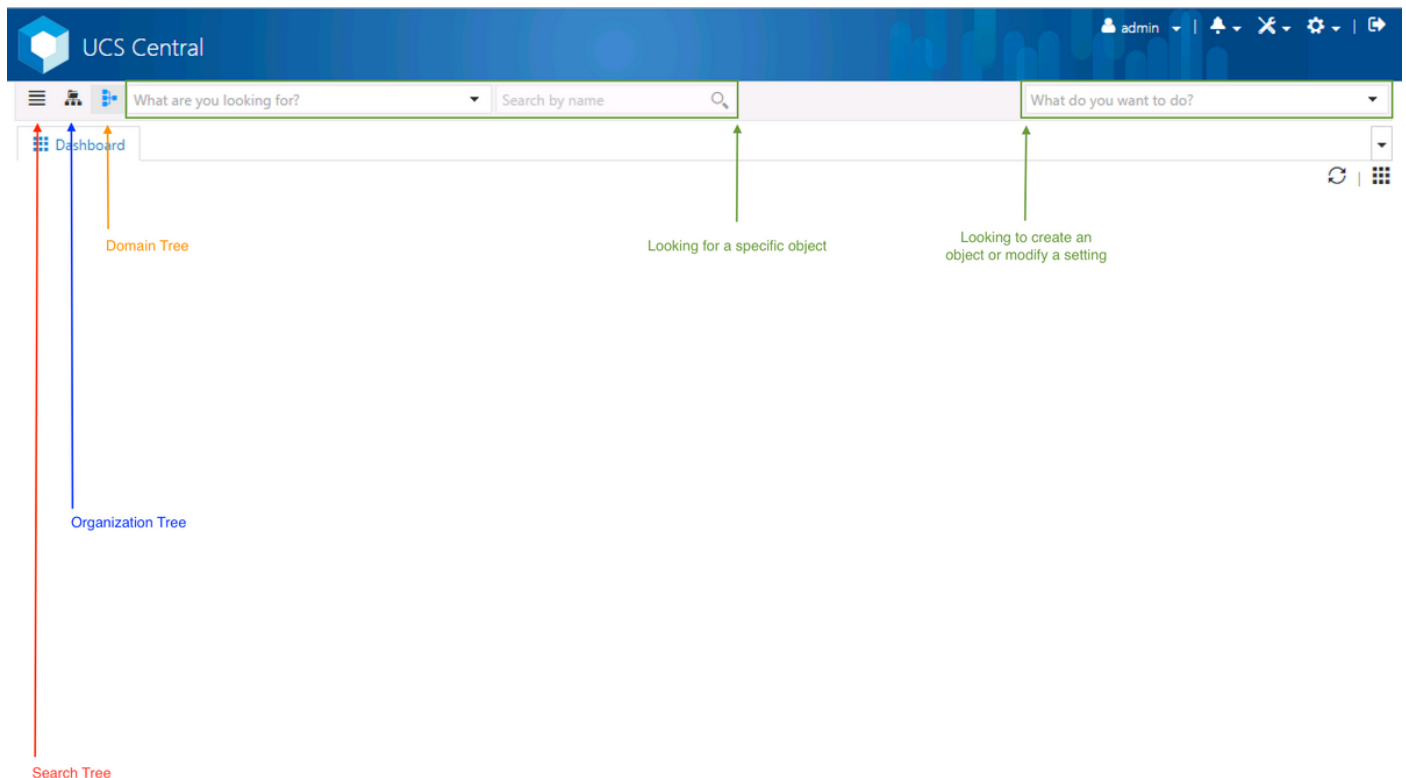 UCS Central
admin
What are you looking for?
Search by name
What do you want to do?
Dashboard
Domain Tree
Looking for a specific object
Looking to create an
object or modify a setting
Organization Tree
Search Tree